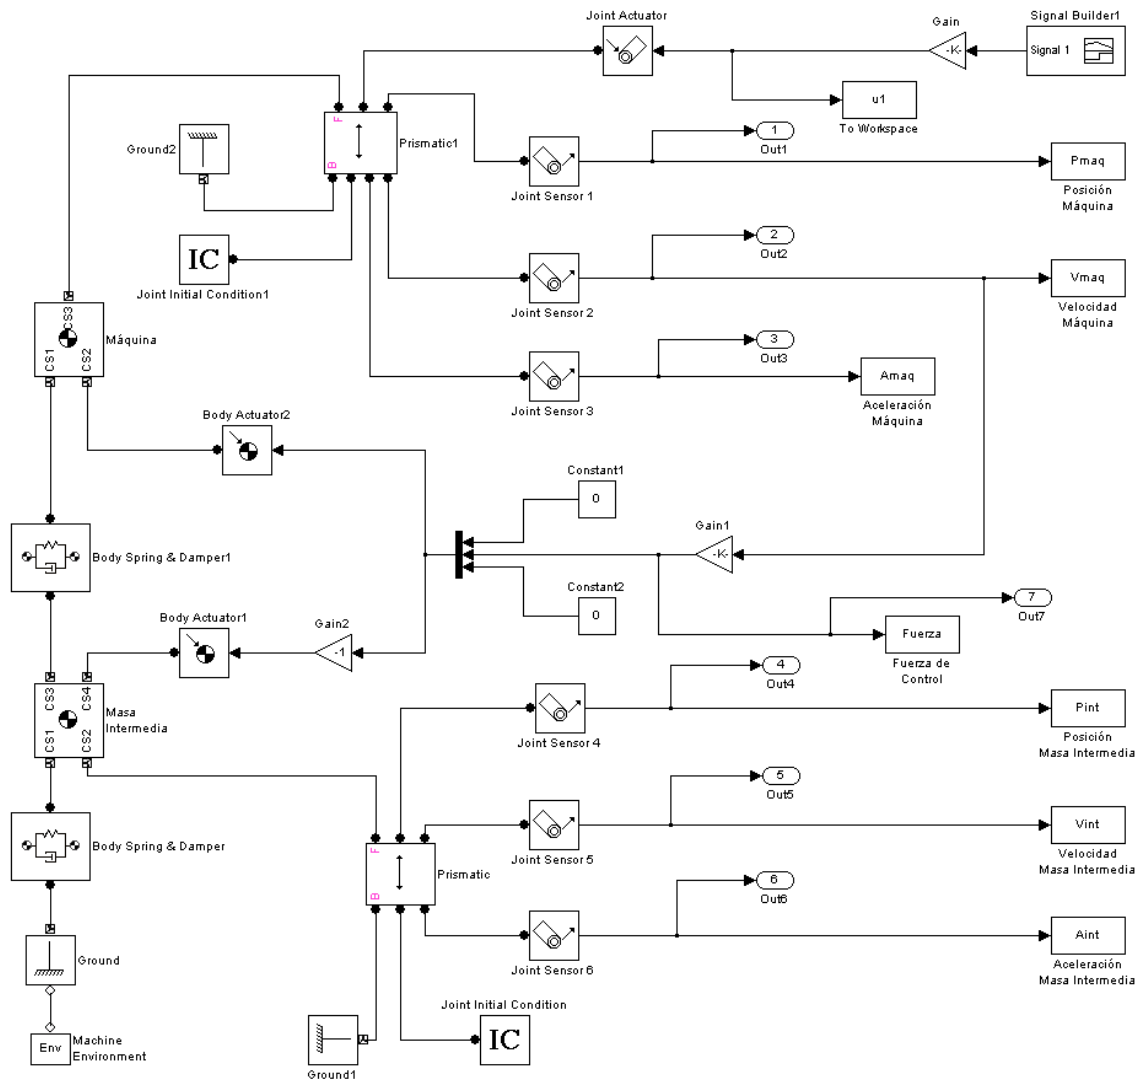 Joint Actuator
Gain
Signal Builder1
-K-
Signal 1
u1
To Workspace
F
B
Prismatic1
Ground2
1
Out1
Joint Sensor 1
Pmaq
Posición
Máquina
IC
Joint Initial Condition1
2
Out2
Joint Sensor 2
Vmaq
Velocidad
Máquina
CS3
CS1
CS2
Máquina
3
Out3
Joint Sensor 3
Amaq
Aceleración
Máquina
Body Actuator2
Constant1
0
Body Spring & Damper1
Gain1
-K-
Constant2
0
7
Out7
Fuerza
Fuerza de
Control
Body Actuator1
Gain2
-1
CS3
CS4
CS1
CS2
Masa
Intermedia
4
Out4
Joint Sensor 4
Pint
Posición
Masa Intermedia
5
Out5
Joint Sensor 5
Vint
Velocidad
Masa Intermedia
Body Spring & Damper
F
B
Prismatic
6
Out6
Joint Sensor 6
Aint
Aceleración
Masa Intermedia
Ground
Env
Machine
Environment
Joint Initial Condition
IC
Ground1